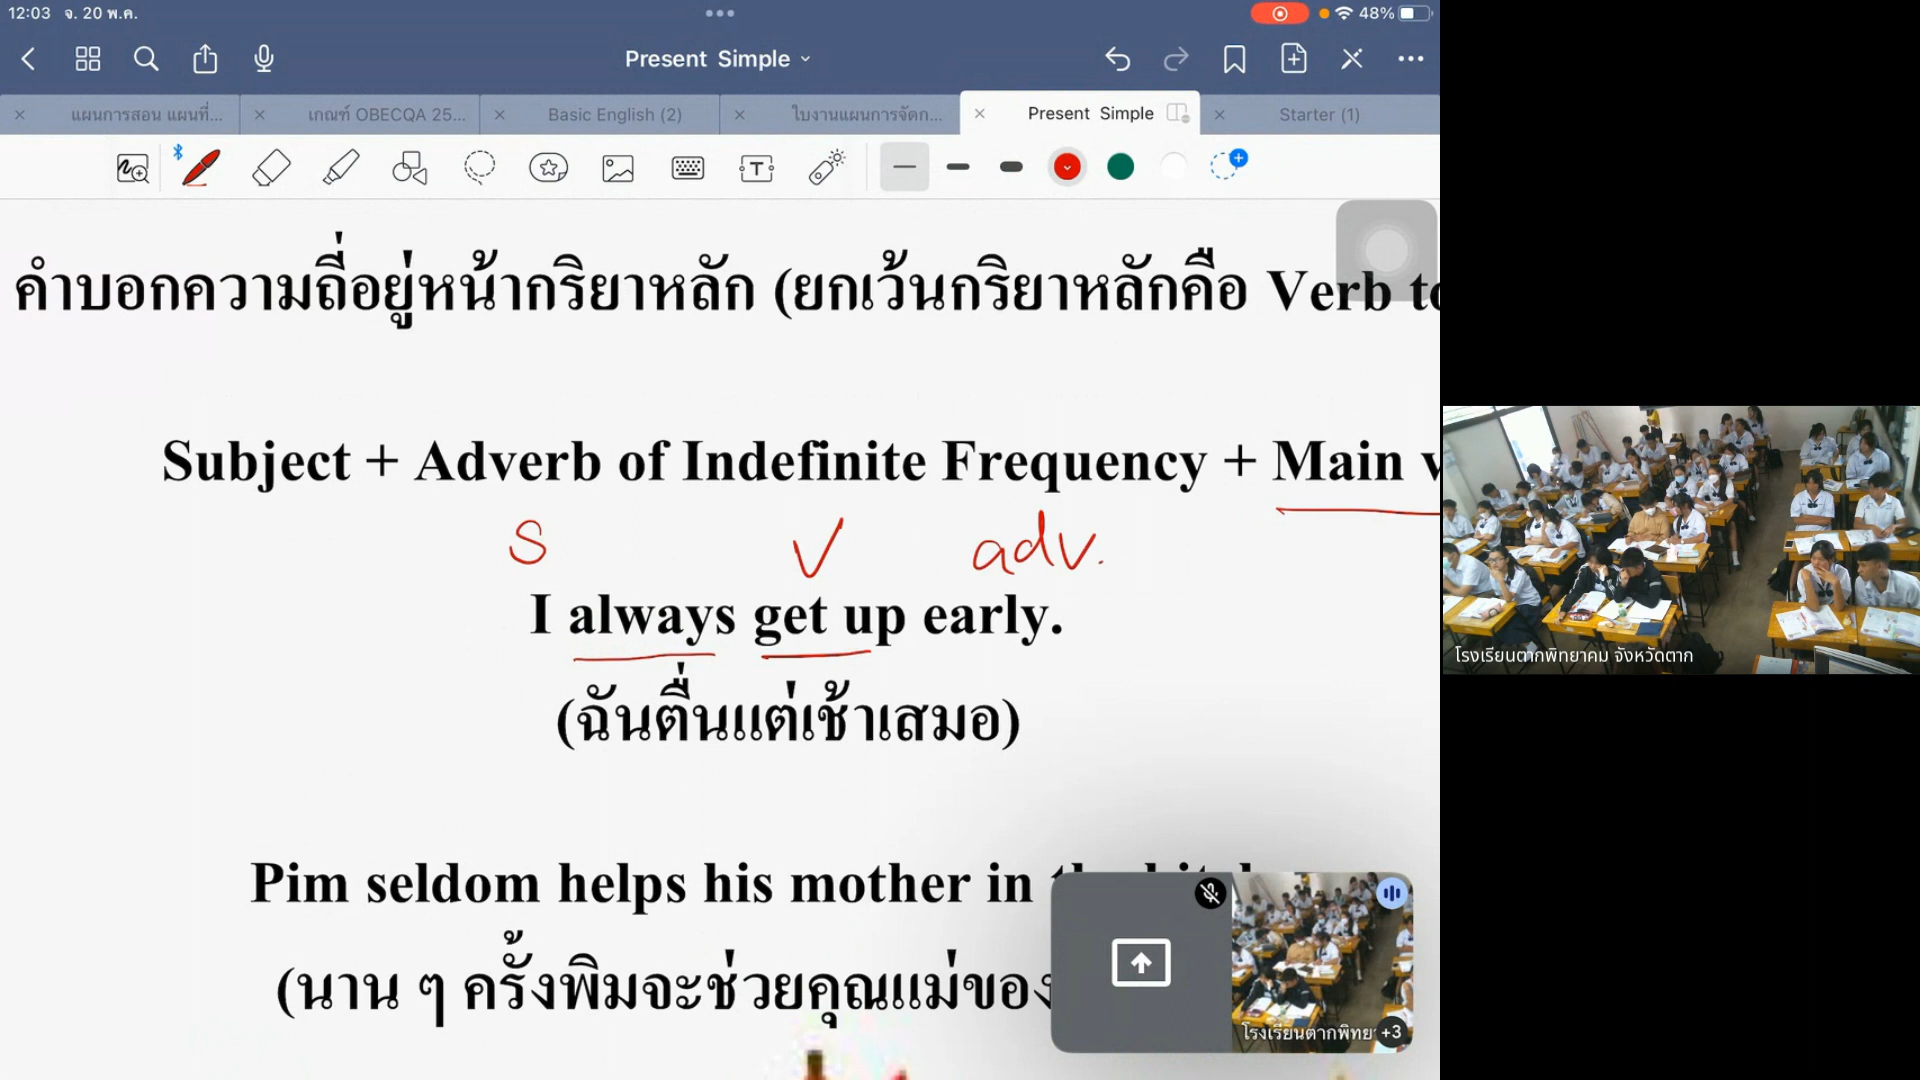 12:03 จ. 20 พ.ค. 48%
Present Simple
แผนการสอน แผนที่... เกณฑ์ OBECQA 25... Basic English (2) ใบงานแผนการจัดก... Present Simple Starter (1)
คำบอกความถี่อยู่หน้ากริยาหลัก (ยกเว้นกริยาหลักคือ Verb to
Subject + Adverb of Indefinite Frequency + Main v
S V adv.
I always get up early.
(ฉันตื่นแต่เช้าเสมอ)
Pim seldom helps his mother in
(นาน ๆ ครั้งพิมจะช่วยคุณแม่ของ
โรงเรียนตากพิทยา +3
โรงเรียนตากพิทยาคม จังหวัดตาก